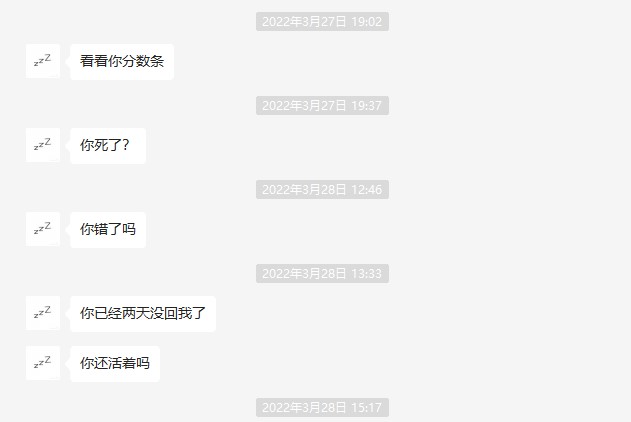 2022年3月27日 19:02
zzZ
看看你分数条
2022年3月27日 19:37
zzZ
你死了?
2022年3月28日 12:46
zzZ
你错了吗
2022年3月28日 13:33
zzZ
你已经两天没回我了
zzZ
你还活着吗
2022年3月28日 15:17